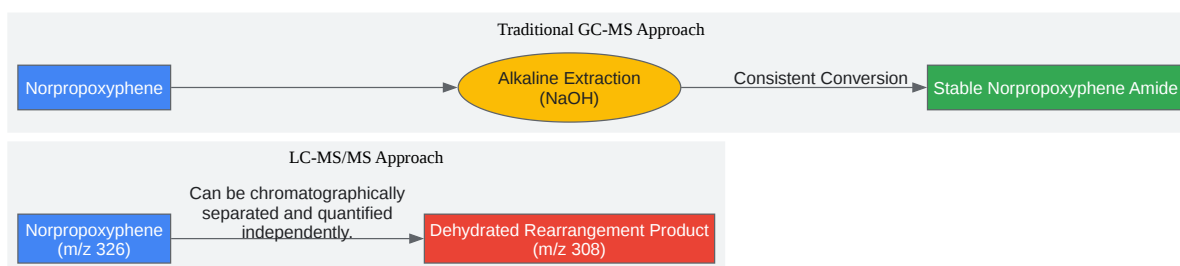 Traditional GC-MS Approach
Norpropoxyphene
Alkaline Extraction
(NaOH)
Consistent Conversion
Stable Norpropoxyphene Amide
LC-MS/MS Approach
Norpropoxyphene
(m/z 326)
Can be chromatographically
separated and quantified
independently.
Dehydrated Rearrangement Product
(m/z 308)